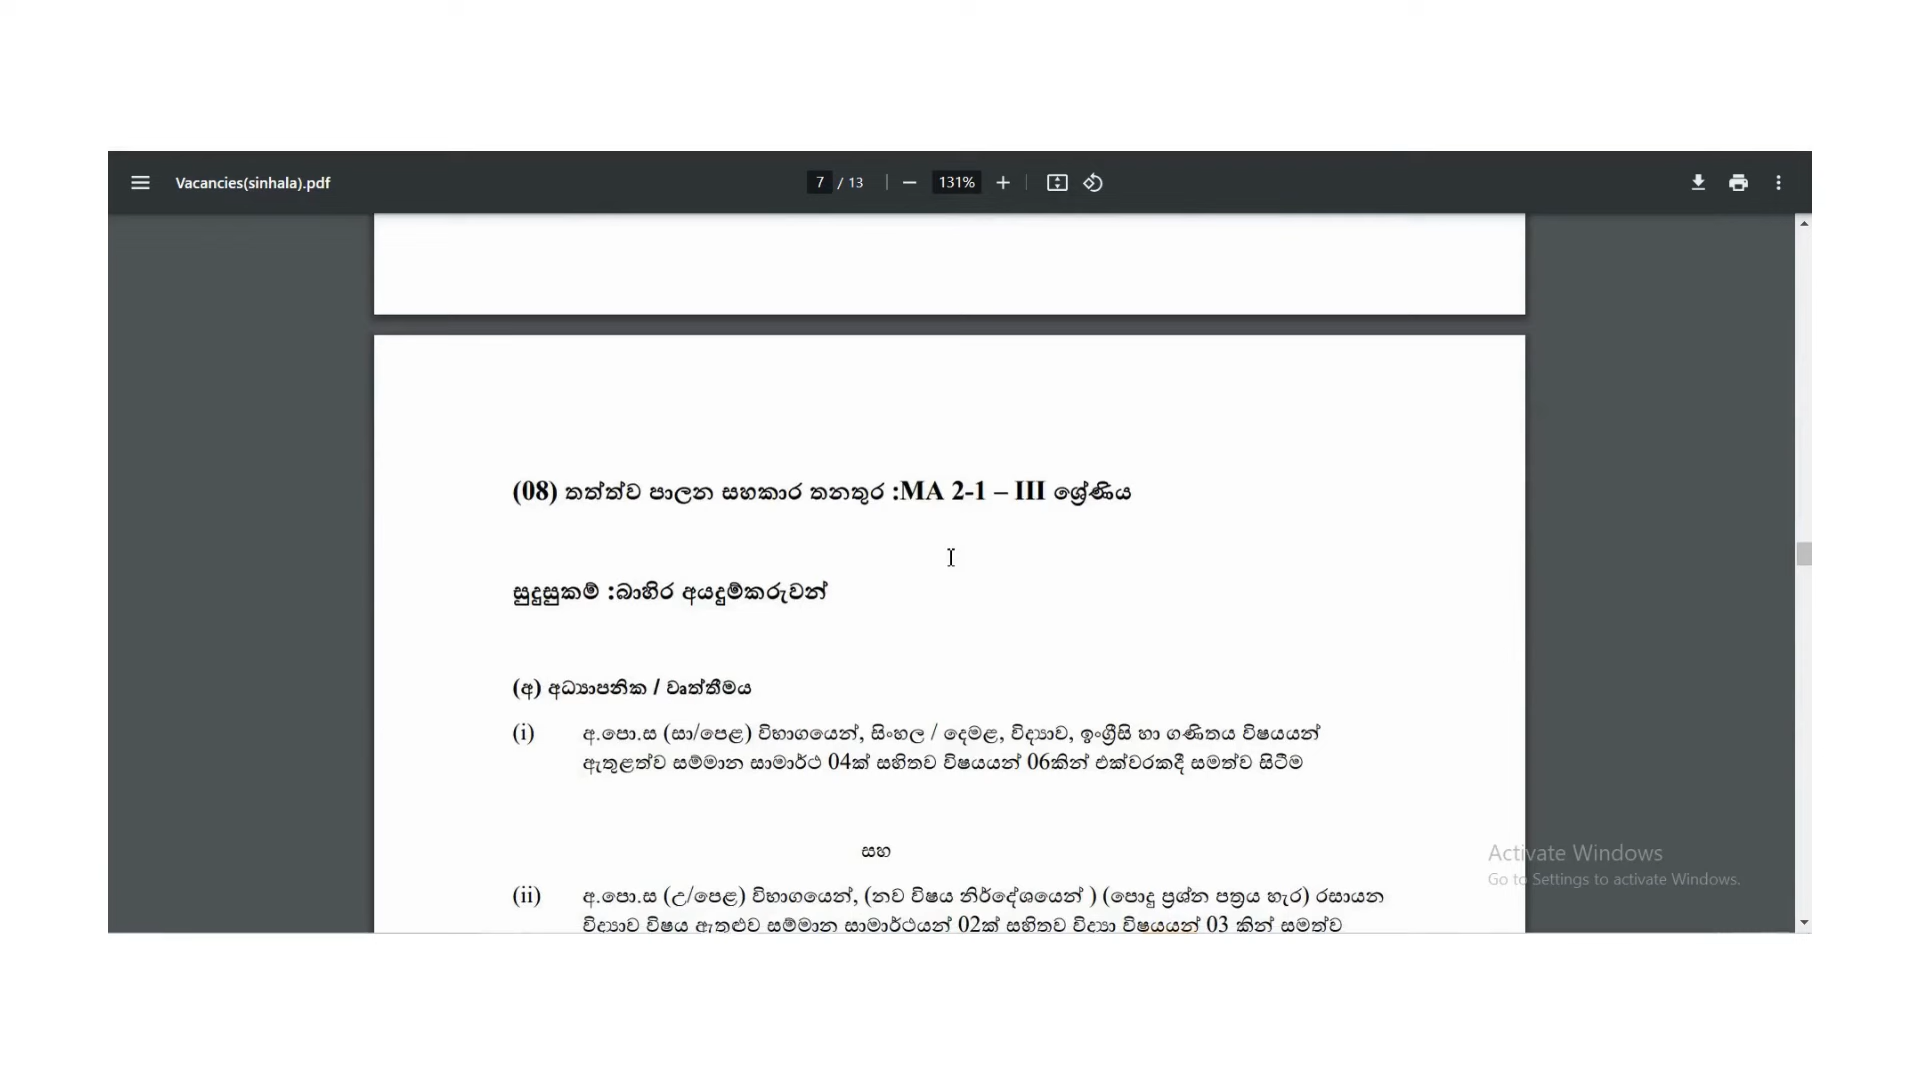 Vacancies(sinhala).pdf
7 / 13
131%
(08) තත්ත්ව පාලන සහකාර තනතුර :MA 2-1 – III ශ්‍රේණිය
සුදුසුකම් :බාහිර අයදුම්කරුවන්
(අ) අධ්‍යාපනික / වෘත්තීමය
(i) අ.පො.ස (සා/පෙළ) විභාගයෙන්, සිංහල / දෙමළ, විද්‍යාව, ඉංග්‍රීසි හා ගණිතය විෂයයන්
ඇතුළත්ව සම්මාන සාමාර්ථ 04ක් සහිතව විෂයයන් 06කින් එක්වරකදී සමත්ව සිටීම
සහ
(ii) අ.පො.ස (උ/පෙළ) විභාගයෙන්, (නව විෂය නිර්දේශයෙන් ) (පොදු ප්‍රශ්න පත්‍රය හැර) රසායන
විද්‍යාව විෂය ඇතුළුව සම්මාන සාමාර්ථයන් 02ක් සහිතව විද්‍යා විෂයයන් 03 කින් සමත්ව
Activate Windows
Go to Settings to activate Windows.